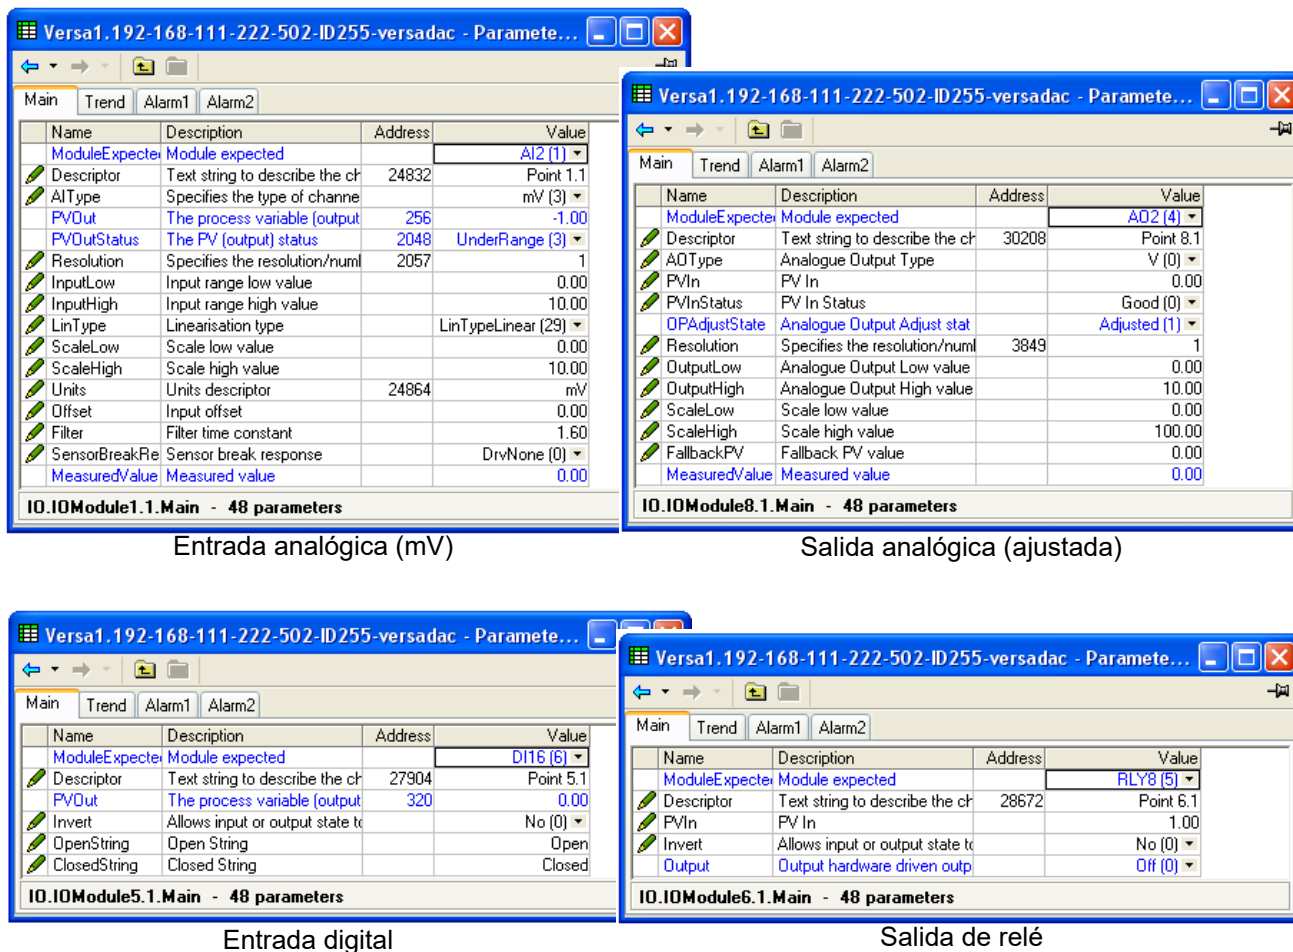 Versa1.192-168-111-222-502-ID255-versadac - Paramete...
Main Trend Alarm1 Alarm2
Name Description Address Value
ModuleExpected Module expected AI2 (1)
Descriptor Text string to describe the ch 24832 Point 1.1
AIType Specifies the type of channe mV (3)
PVOut The process variable (output 256 -1.00
PVOutStatus The PV (output) status 2048 UnderRange (3)
Resolution Specifies the resolution/numl 2057 1
InputLow Input range low value 0.00
InputHigh Input range high value 10.00
LinType Linearisation type LinTypeLinear (29)
ScaleLow Scale low value 0.00
ScaleHigh Scale high value 10.00
Units Units descriptor 24864 mV
Offset Input offset 0.00
Filter Filter time constant 1.60
SensorBreakRe Sensor break response DrvNone (0)
MeasuredValue Measured value 0.00
IO.IOModule1.1.Main - 48 parameters
Entrada analógica (mV)
Versa1.192-168-111-222-502-ID255-versadac - Paramete...
Main Trend Alarm1 Alarm2
Name Description Address Value
ModuleExpected Module expected AO2 (4)
Descriptor Text string to describe the ch 30208 Point 8.1
AOType Analogue Output Type V (0)
PVIn PV In 0.00
PVInStatus PV In Status Good (0)
OPAdjustState Analogue Output Adjust stat Adjusted (1)
Resolution Specifies the resolution/numl 3849 1
OutputLow Analogue Output Low value 0.00
OutputHigh Analogue Output High value 10.00
ScaleLow Scale low value 0.00
ScaleHigh Scale high value 100.00
FallbackPV Fallback PV value 0.00
MeasuredValue Measured value 0.00
IO.IOModule8.1.Main - 48 parameters
Salida analógica (ajustada)
Versa1.192-168-111-222-502-ID255-versadac - Paramete...
Main Trend Alarm1 Alarm2
Name Description Address Value
ModuleExpected Module expected DI16 (6)
Descriptor Text string to describe the ch 27904 Point 5.1
PVOut The process variable (output 320 0.00
Invert Allows input or output state to No (0)
OpenString Open String Open
ClosedString Closed String Closed
IO.IOModule5.1.Main - 48 parameters
Entrada digital
Versa1.192-168-111-222-502-ID255-versadac - Paramete...
Main Trend Alarm1 Alarm2
Name Description Address Value
ModuleExpected Module expected RLY8 (5)
Descriptor Text string to describe the ch 28672 Point 6.1
PVIn PV In 1.00
Invert Allows input or output state to No (0)
Output Output hardware driven outp Off (0)
IO.IOModule6.1.Main - 48 parameters
Salida de relé